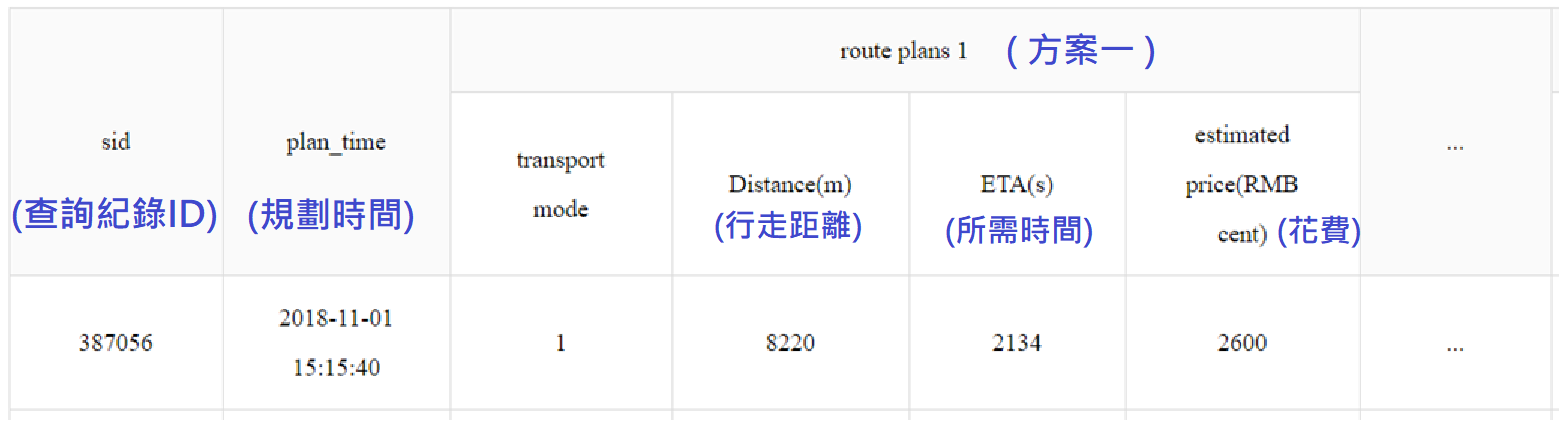 route plans 1 ( 方案一 )
sid
(查詢紀錄ID)
plan_time
(規劃時間)
transport
mode
Distance(m)
(行走距離)
ETA(s)
(所需時間)
estimated
price(RMB
cent) (花費)
...
387056
2018-11-01
15:15:40
1
8220
2134
2600
...